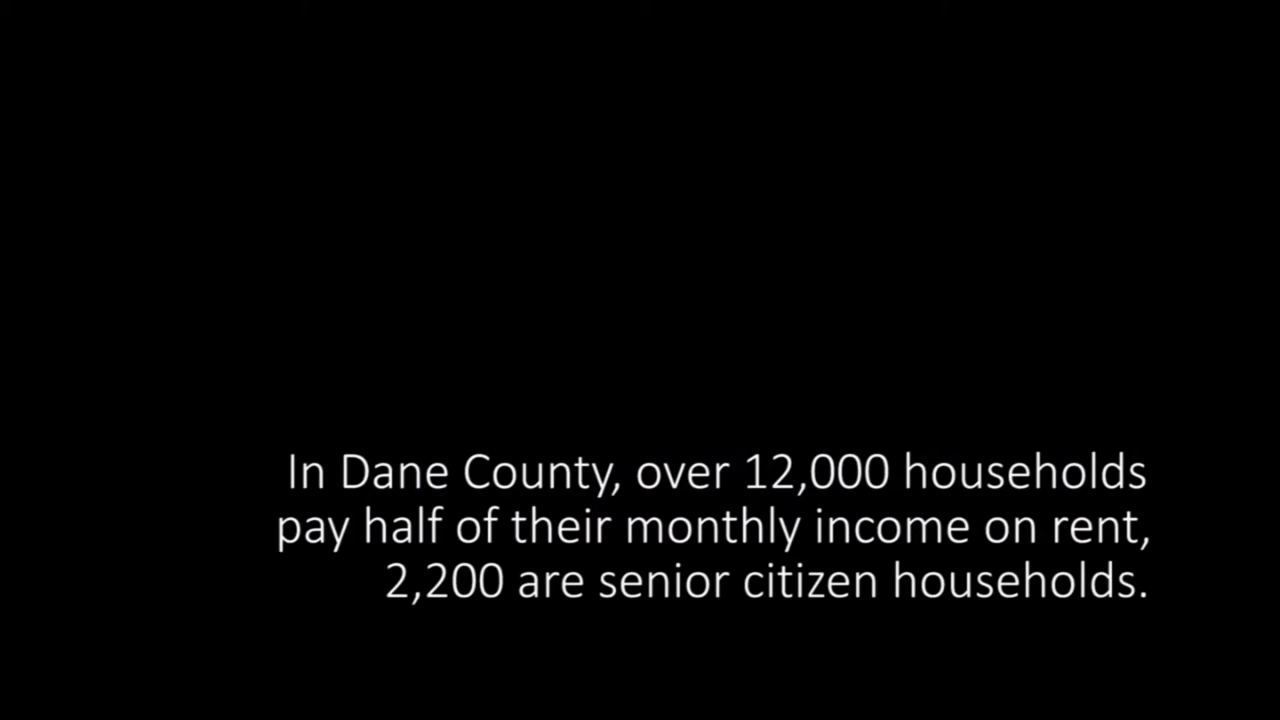 In Dane County, over 12,000 households
pay half of their monthly income on rent,
2,200 are senior citizen households.